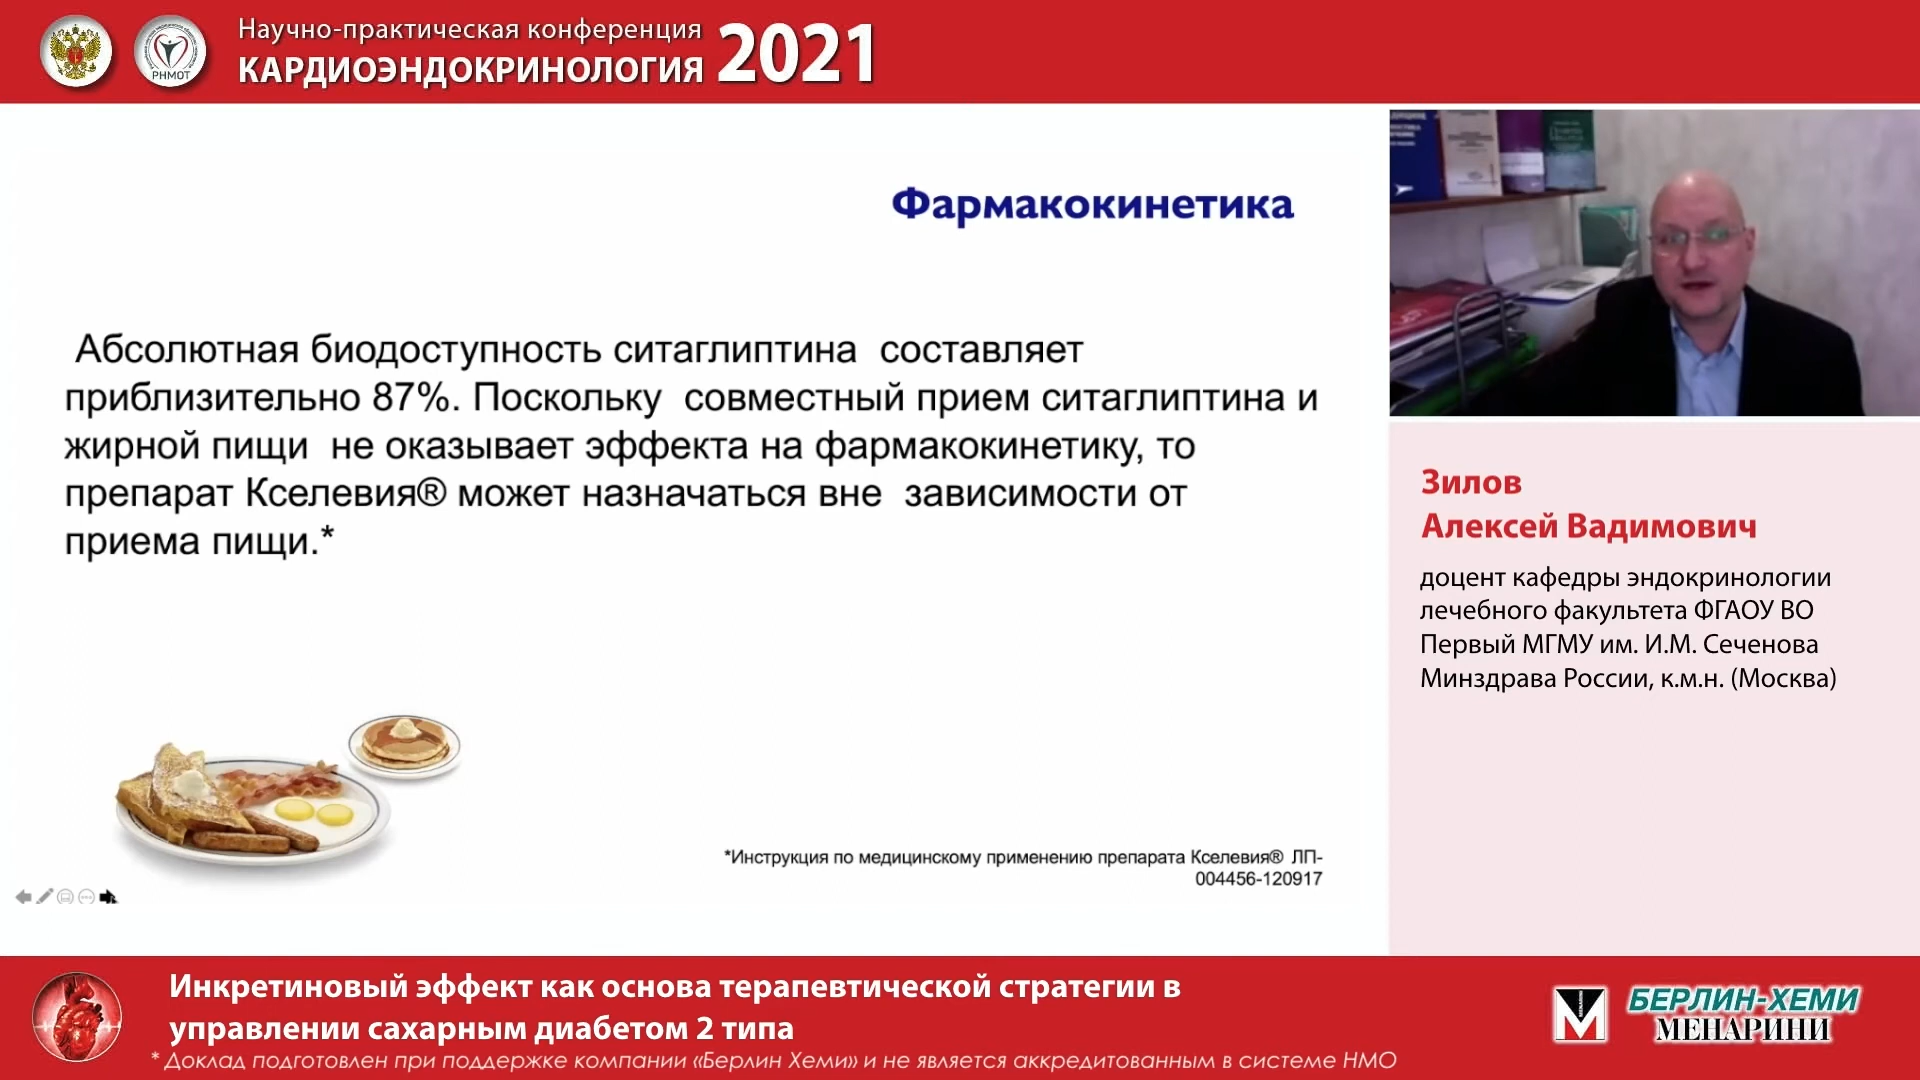 Научно-практическая конференция
КАРДИОЭНДОКРИНОЛОГИЯ 2021
РНМОТ
Фармакокинетика
Абсолютная биодоступность ситаглиптина составляет
приблизительно 87%. Поскольку совместный прием ситаглиптина и
жирной пищи не оказывает эффекта на фармакокинетику, то
препарат Кселевия® может назначаться вне зависимости от
приема пищи.*
*Инструкция по медицинскому применению препарата Кселевия® ЛП-
004456-120917
Зилов
Алексей Вадимович
доцент кафедры эндокринологии
лечебного факультета ФГАОУ ВО
Первый МГМУ им. И.М. Сеченова
Минздрава России, к.м.н. (Москва)
Инкретиновый эффект как основа терапевтической стратегии в
управлении сахарным диабетом 2 типа
* Доклад подготовлен при поддержке компании «Берлин Хеми» и не является аккредитованным в системе НМО
БЕРЛИН-ХЕМИ
МЕНАРИНИ